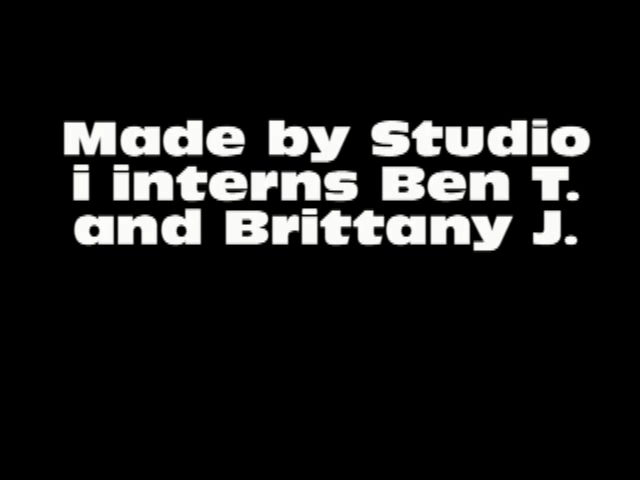 Made by Studio
i interns Ben T.
and Brittany J.